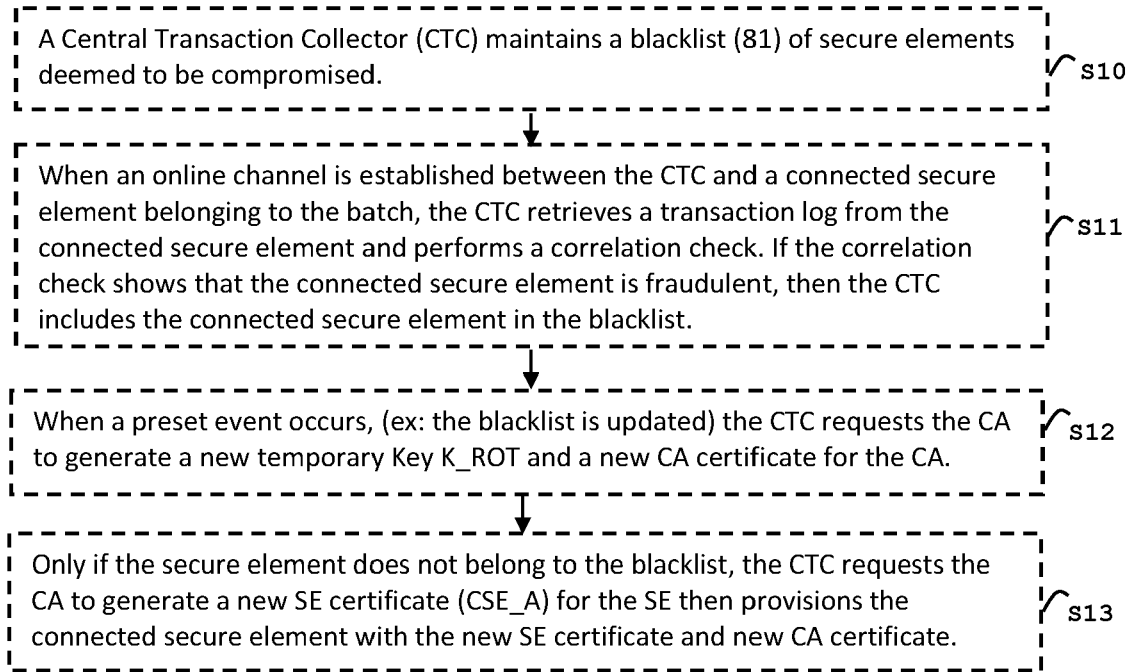 A Central Transaction Collector (CTC) maintains a blacklist (81) of secure elements
deemed to be compromised.
S10
When an online channel is established between the CTC and a connected secure
element belonging to the batch, the CTC retrieves a transaction log from the
connected secure element and performs a correlation check. If the correlation
check shows that the connected secure element is fraudulent, then the CTC
includes the connected secure element in the blacklist.
S11
When a preset event occurs, (ex: the blacklist is updated) the CTC requests the CA
to generate a new temporary Key K_ROT and a new CA certificate for the CA.
S12
Only if the secure element does not belong to the blacklist, the CTC requests the
CA to generate a new SE certificate (CSE_A) for the SE then provisions the
connected secure element with the new SE certificate and new CA certificate.
S13